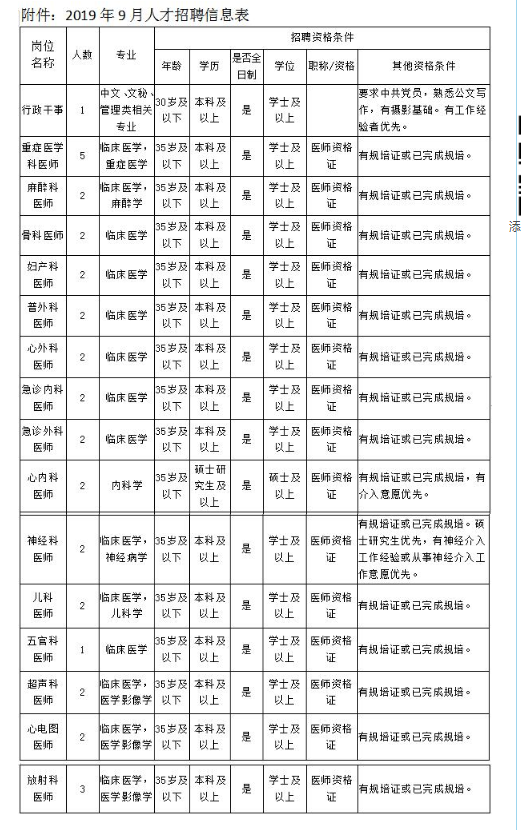 附件：2019年9月人才招聘信息表
岗位名称 人数 专业 招聘资格条件
年龄 学历 是否全日制 学位 职称/资格 其他资格条件
行政干事 1 中文、文秘、管理类相关专业 30岁及以下 本科及以上 是 学士及以上 要求中共党员，熟悉公文写作，有摄影基础。有工作经验者优先。
重症医学科医师 5 临床医学，重症医学 35岁及以下 本科及以上 是 学士及以上 医师资格证 有规培证或已完成规培。
麻醉科医师 2 临床医学，麻醉学 35岁及以下 本科及以上 是 学士及以上 医师资格证 有规培证或已完成规培。
骨科医师 2 临床医学 35岁及以下 本科及以上 是 学士及以上 医师资格证 有规培证或已完成规培。
妇产科医师 2 临床医学 35岁及以下 本科及以上 是 学士及以上 医师资格证 有规培证或已完成规培。
普外科医师 2 临床医学 35岁及以下 本科及以上 是 学士及以上 医师资格证 有规培证或已完成规培。
心外科医师 2 临床医学 35岁及以下 本科及以上 是 学士及以上 医师资格证 有规培证或已完成规培。
急诊内科医师 2 临床医学 35岁及以下 本科及以上 是 学士及以上 医师资格证 有规培证或已完成规培。
急诊外科医师 2 临床医学 35岁及以下 本科及以上 是 学士及以上 医师资格证 有规培证或已完成规培。
心内科医师 2 内科学 35岁及以下 硕士研究生及以上 是 硕士及以上 医师资格证 有规培证或已完成规培，有介入意愿优先。
神经科医师 2 临床医学，神经病学 35岁及以下 本科及以上 是 学士及以上 医师资格证 有规培证或已完成规培。硕士研究生优先，有神经介入工作经验或从事神经介入工作意愿优先。
儿科医师 2 临床医学，儿科学 35岁及以下 本科及以上 是 学士及以上 医师资格证 有规培证或已完成规培。
五官科医师 1 临床医学 35岁及以下 本科及以上 是 学士及以上 医师资格证 有规培证或已完成规培。
超声科医师 2 临床医学，医学影像学 35岁及以下 本科及以上 是 学士及以上 医师资格证 有规培证或已完成规培。
心电图医师 2 临床医学，医学影像学 35岁及以下 本科及以上 是 学士及以上 医师资格证 有规培证或已完成规培。
放射科医师 3 临床医学，医学影像学 35岁及以下 本科及以上 是 学士及以上 医师资格证 有规培证或已完成规培。
添